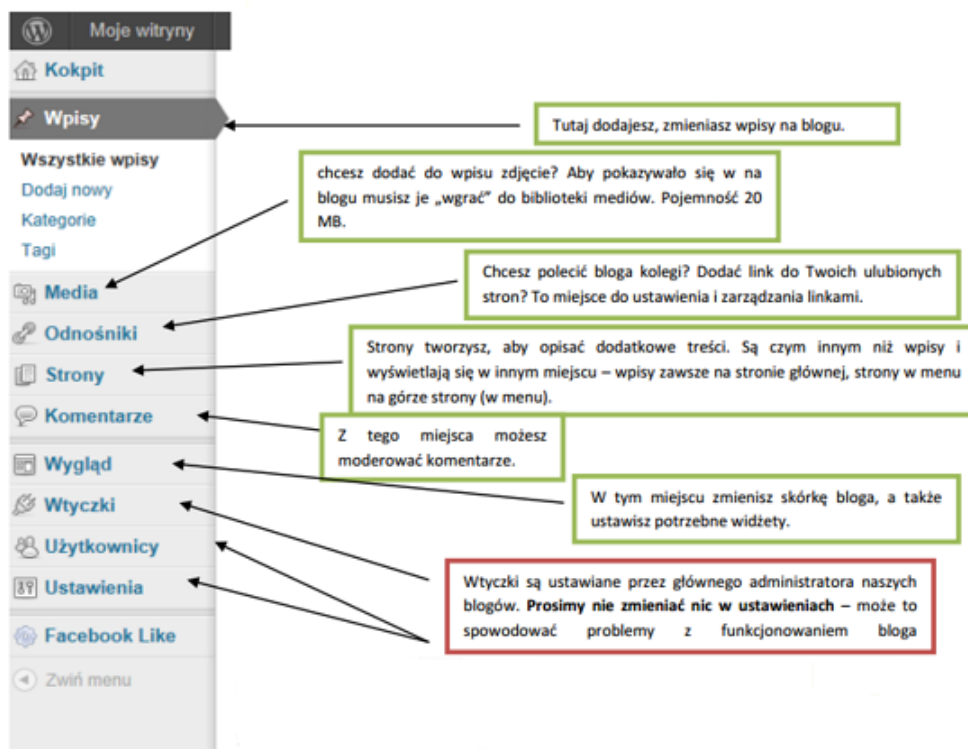 Moje witryny
Kokpit
Wpisy
Tutaj dodajesz, zmieniasz wpisy na blogu.
Wszystkie wpisy
Dodaj nowy
Kategorie
Tagi
chcesz dodać do wpisu zdjęcie? Aby pokazywało się w na
blogu musisz je „wgrać” do biblioteki mediów. Pojemność 20
MB.
Media
Chcesz polecić bloga kolegi? Dodać link do Twoich ulubionych
stron? To miejsce do ustawienia i zarządzania linkami.
Odnośniki
Strony
Strony tworzysz, aby opisać dodatkowe treści. Są czym innym niż wpisy i
wyświetlają się w innym miejscu – wpisy zawsze na stronie głównej, strony w menu
na górze strony (w menu).
Komentarze
Z tego miejsca możesz
moderować komentarze.
Wygląd
W tym miejscu zmienisz skórkę bloga, a także
ustawisz potrzebne widżety.
Wtyczki
Użytkownicy
Ustawienia
Wtyczki są ustawiane przez głównego administratora naszych
blogów. Prosimy nie zmieniać nic w ustawieniach – może to
spowodować problemy z funkcjonowaniem bloga
Facebook Like
Zwiń menu